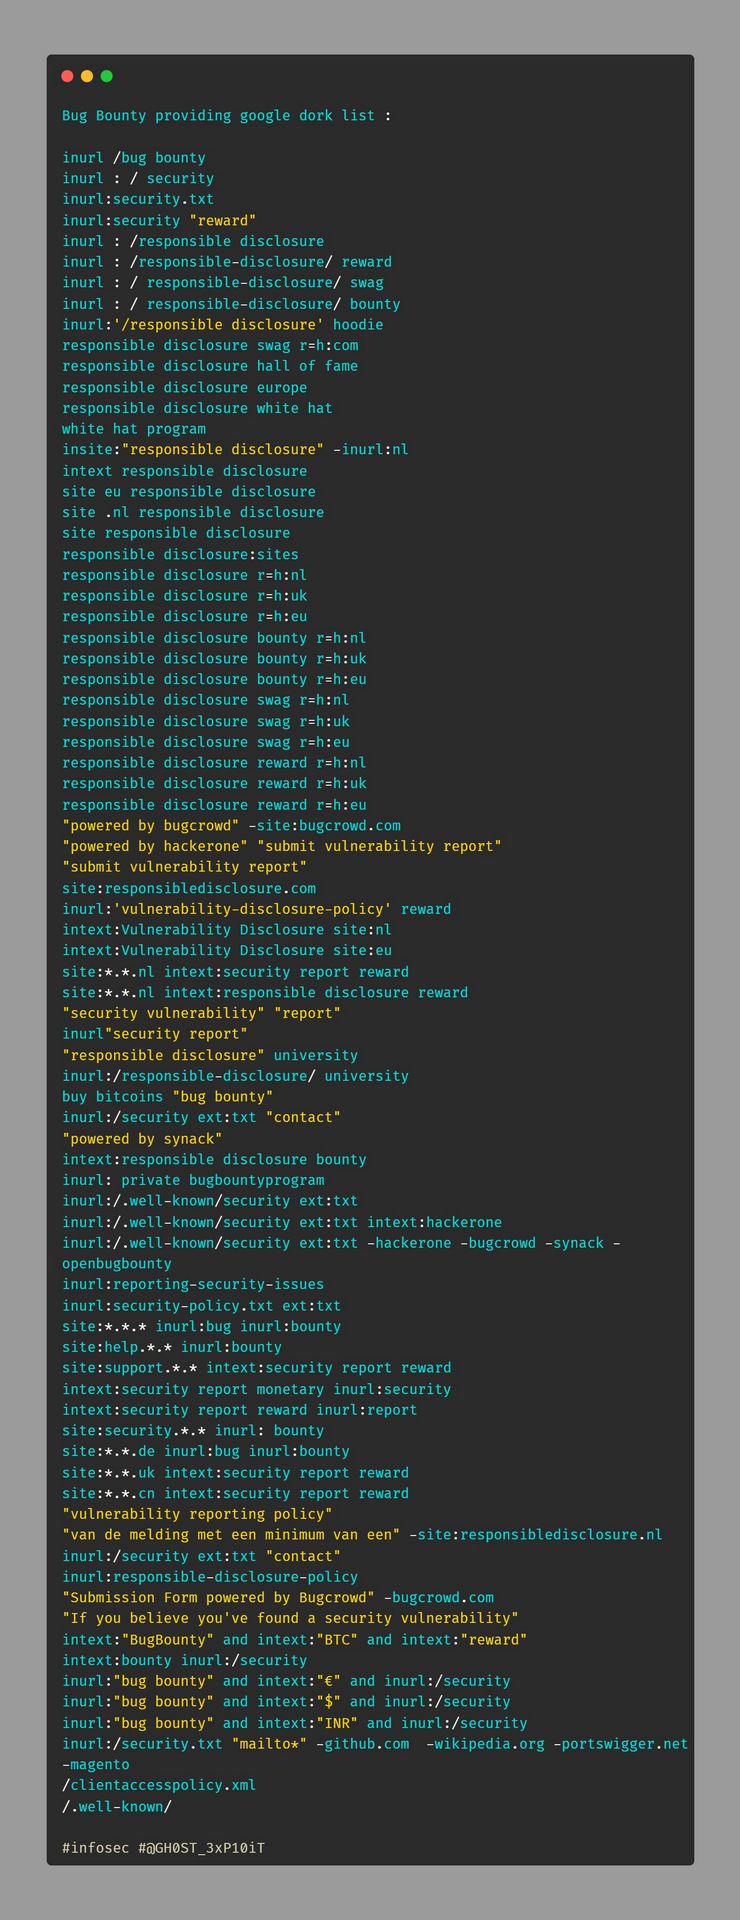 Bug Bounty providing google dork list :
inurl /bug bounty
inurl : / security
inurl:security.txt
inurl:security "reward"
inurl : /responsible disclosure
inurl : /responsible-disclosure/ reward
inurl : / responsible-disclosure/ swag
inurl : / responsible-disclosure/ bounty
inurl:'/responsible disclosure' hoodie
responsible disclosure swag r=h:com
responsible disclosure hall of fame
responsible disclosure europe
responsible disclosure white hat
white hat program
insite:"responsible disclosure" -inurl:nl
intext responsible disclosure
site eu responsible disclosure
site .nl responsible disclosure
site responsible disclosure
responsible disclosure:sites
responsible disclosure r=h:nl
responsible disclosure r=h:uk
responsible disclosure r=h:eu
responsible disclosure bounty r=h:nl
responsible disclosure bounty r=h:uk
responsible disclosure bounty r=h:eu
responsible disclosure swag r=h:nl
responsible disclosure swag r=h:uk
responsible disclosure swag r=h:eu
responsible disclosure reward r=h:nl
responsible disclosure reward r=h:uk
responsible disclosure reward r=h:eu
"powered by bugcrowd" -site:bugcrowd.com
"powered by hackerone" "submit vulnerability report"
"submit vulnerability report"
site:responsibledisclosure.com
inurl:'vulnerability-disclosure-policy' reward
intext:Vulnerability Disclosure site:nl
intext:Vulnerability Disclosure site:eu
site:*.*.nl intext:security report reward
site:*.*.nl intext:responsible disclosure reward
"security vulnerability" "report"
inurl"security report"
"responsible disclosure" university
inurl:/responsible-disclosure/ university
buy bitcoins "bug bounty"
inurl:/security ext:txt "contact"
"powered by synack"
intext:responsible disclosure bounty
inurl: private bugbountyprogram
inurl:/.well-known/security ext:txt
inurl:/.well-known/security ext:txt intext:hackerone
inurl:/.well-known/security ext:txt -hackerone -bugcrowd -synack -
openbugbounty
inurl:reporting-security-issues
inurl:security-policy.txt ext:txt
site:*.*.* inurl:bug inurl:bounty
site:help.*.* inurl:bounty
site:support.*.* intext:security report reward
intext:security report monetary inurl:security
intext:security report reward inurl:report
site:security.*.* inurl: bounty
site:*.*.de inurl:bug inurl:bounty
site:*.*.uk intext:security report reward
site:*.*.cn intext:security report reward
"vulnerability reporting policy"
"van de melding met een minimum van een" -site:responsibledisclosure.nl
inurl:/security ext:txt "contact"
inurl:responsible-disclosure-policy
"Submission Form powered by Bugcrowd" -bugcrowd.com
"If you believe you've found a security vulnerability"
intext:"BugBounty" and intext:"BTC" and intext:"reward"
intext:bounty inurl:/security
inurl:"bug bounty" and intext:"€" and inurl:/security
inurl:"bug bounty" and intext:"$" and inurl:/security
inurl:"bug bounty" and intext:"INR" and inurl:/security
inurl:/security.txt "mailto*" -github.com  -wikipedia.org -portswigger.net
-magento
/clientaccesspolicy.xml
/.well-known/
#infosec #@GH0ST_3xP10iT